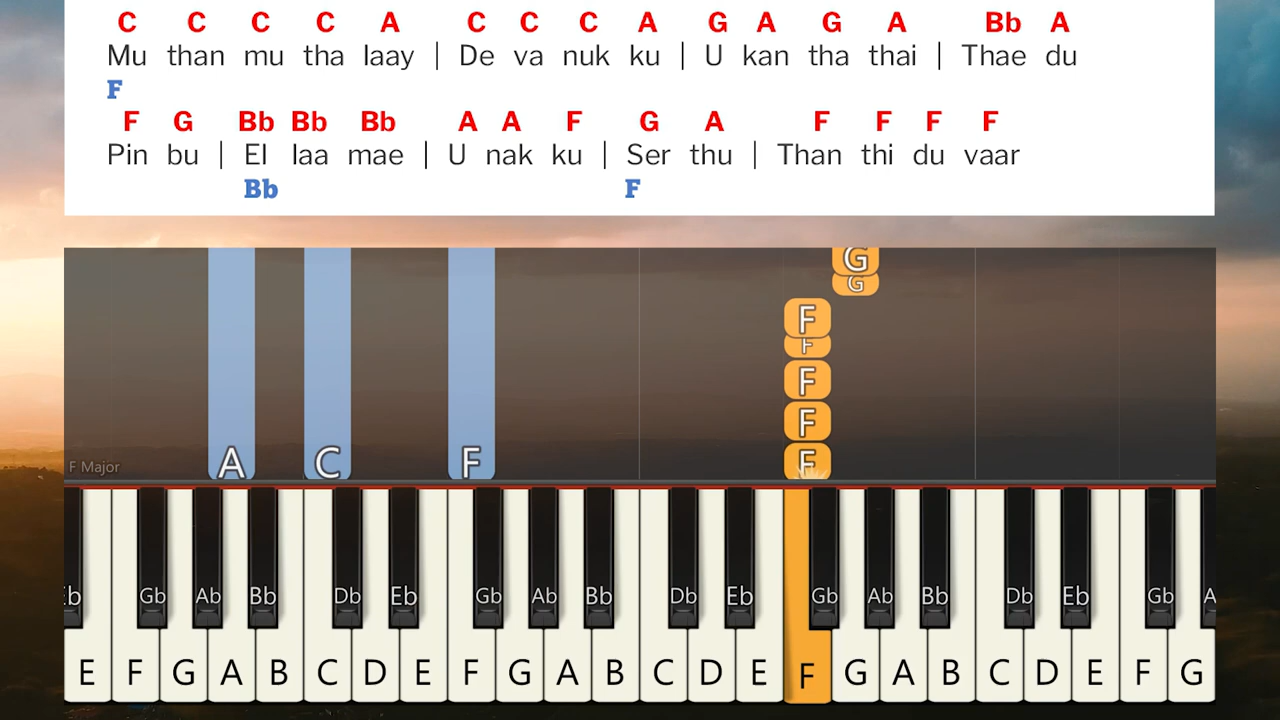 C C C C A C C C A G A G A Bb A
Mu than mu tha laay | De va nuk ku | U kan tha thai | Thae du
F
F G Bb Bb Bb A A F G A F F F F
Pin bu | El laa mae | U nak ku | Ser thu | Than thi du vaar
Bb F
G
G
F
F
F
F
A C F F
F Major
Gb Ab Bb Db Eb Gb Ab Bb Db Eb Gb Ab Bb Db Eb Gb
E F G A B C D E F G A B C D E F G A B C D E F G